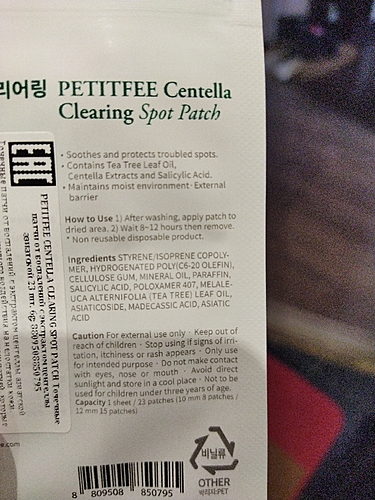 리어링 PETITFEE Centella
Clearing Spot Patch
• Soothes and protects troubled spots.
• Contains Tea Tree Leaf Oil,
Centella Extracts and Salicylic Acid.
• Maintains moist environment · External
barrier
How to Use 1) After washing, apply patch to
dried area. 2) Wait 8~12 hours then remove.
* Non reusable disposable product.
Ingredients STYRENE/ISOPRENE COPOLY-
MER, HYDROGENATED POLY(C6-20 OLEFIN),
CELLULOSE GUM, MINERAL OIL, PARAFFIN,
SALICYLIC ACID, POLOXAMER 407, MELALE-
UCA ALTERNIFOLIA (TEA TREE) LEAF OIL,
ASIATICOSIDE, MADECASSIC ACID, ASIATIC
ACID
Caution For external use only · Keep out of
reach of children · Stop using if signs of irri-
tation, itchiness or rash appears · Only use
for intended purpose · Do not make contact
with eyes, nose or mouth · Avoid direct
sunlight and store in a cool place · Not to be
used for children under three years of age.
Capacity 1 sheet / 23 patches (10 mm 8 patches /
12 mm 15 patches)
EAC
PETITFEE CENTELLA CLEARING SPOT PATCH
비닐류
OTHER
바리자:PET
8 809508 850795